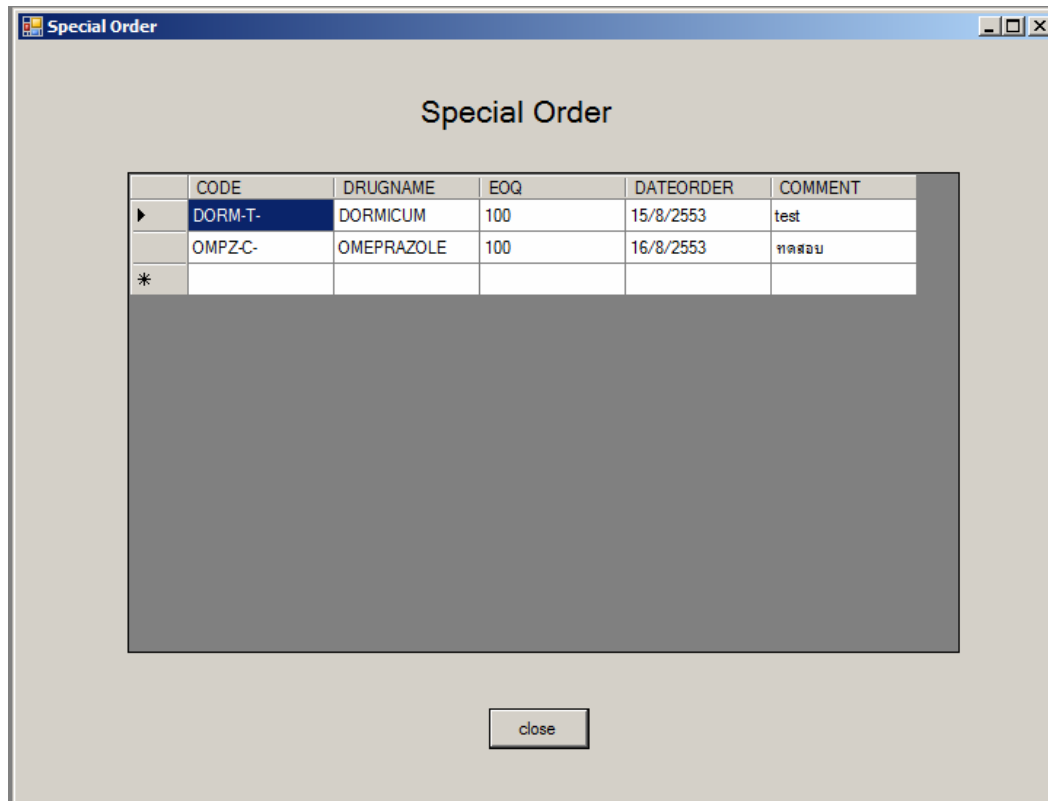 Special Order
Special Order
CODE DRUGNAME EOQ DATEORDER COMMENT
DORM-T- DORMICUM 100 15/8/2553 test
OMPZ-C- OMEPRAZOLE 100 16/8/2553 ทดสอบ
close